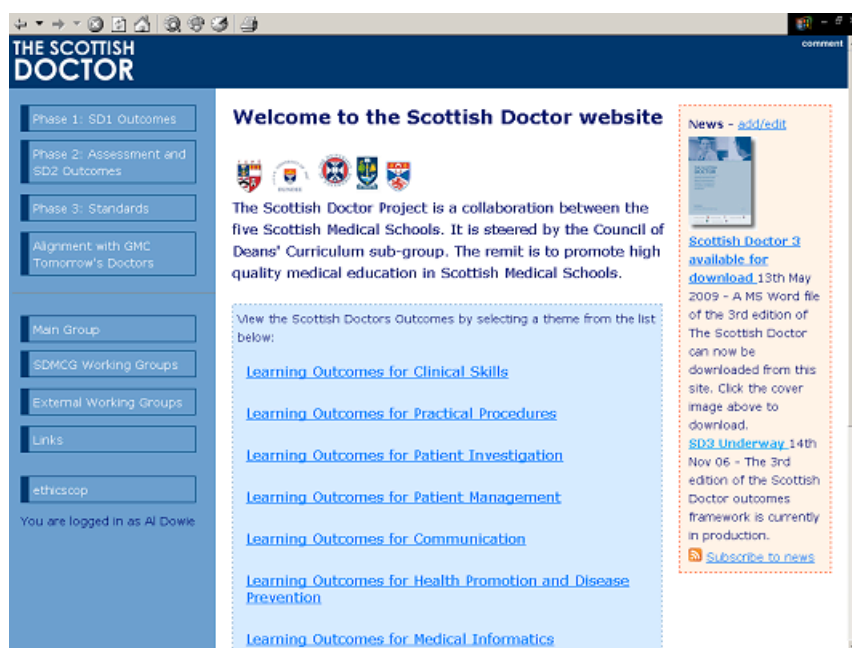 THE SCOTTISH
DOCTOR
comment
Phase 1: SD1 Outcomes
Phase 2: Assessment and
SD2 Outcomes
Phase 3: Standards
Alignment with GMC
Tomorrow's Doctors
Main Group
SDMCG Working Groups
External Working Groups
Links
ethicscop
You are logged in as Al Dowie
Welcome to the Scottish Doctor website
The Scottish Doctor Project is a collaboration between the
five Scottish Medical Schools. It is steered by the Council of
Deans' Curriculum sub-group. The remit is to promote high
quality medical education in Scottish Medical Schools.
View the Scottish Doctors Outcomes by selecting a theme from the list
below:
Learning Outcomes for Clinical Skills
Learning Outcomes for Practical Procedures
Learning Outcomes for Patient Investigation
Learning Outcomes for Patient Management
Learning Outcomes for Communication
Learning Outcomes for Health Promotion and Disease
Prevention
Learning Outcomes for Medical Informatics
News - add/edit
Scottish Doctor 3
available for
download 13th May
2009 - A MS Word file
of the 3rd edition of
The Scottish Doctor
can now be
downloaded from this
site. Click the cover
image above to
download.
SD3 Underway 14th
Nov 06 - The 3rd
edition of the Scottish
Doctor outcomes
framework is currently
in production.
Subscribe to news